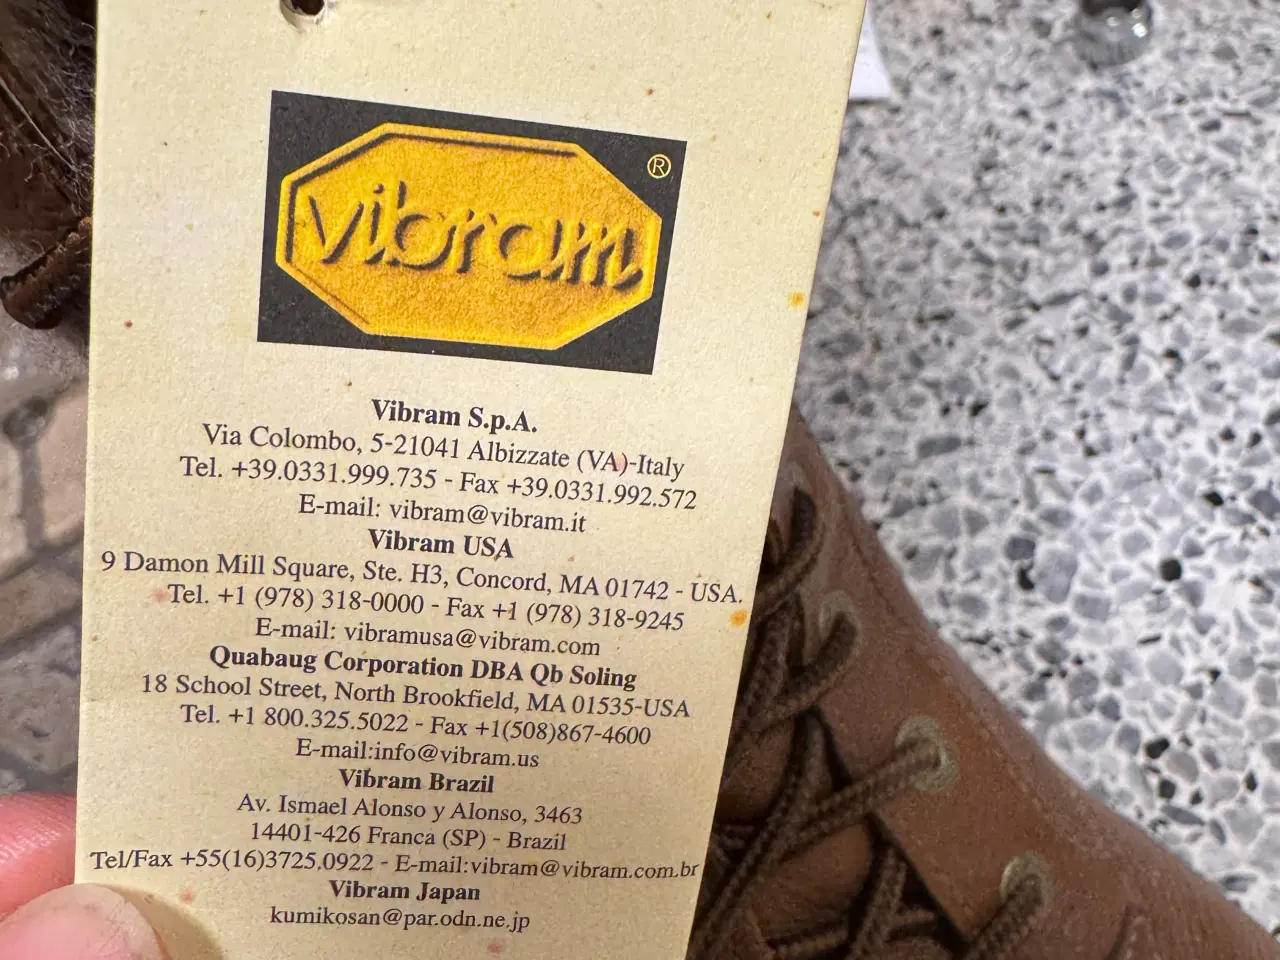 vibram
®
Vibram S.p.A.
Via Colombo, 5-21041 Albizzate (VA)-Italy
Tel. +39.0331.999.735 - Fax +39.0331.992.572
E-mail: vibram@vibram.it
Vibram USA
9 Damon Mill Square, Ste. H3, Concord, MA 01742 - USA.
Tel. +1 (978) 318-0000 - Fax +1 (978) 318-9245
E-mail: vibramusa@vibram.com
Quabaug Corporation DBA Qb Soling
18 School Street, North Brookfield, MA 01535-USA
Tel. +1 800.325.5022 - Fax +1(508)867-4600
E-mail:info@vibram.us
Vibram Brazil
Av. Ismael Alonso y Alonso, 3463
14401-426 Franca (SP) - Brazil
Tel/Fax +55(16)3725.0922 - E-mail:vibram@vibram.com.br
Vibram Japan
kumikosan@par.odn.ne.jp